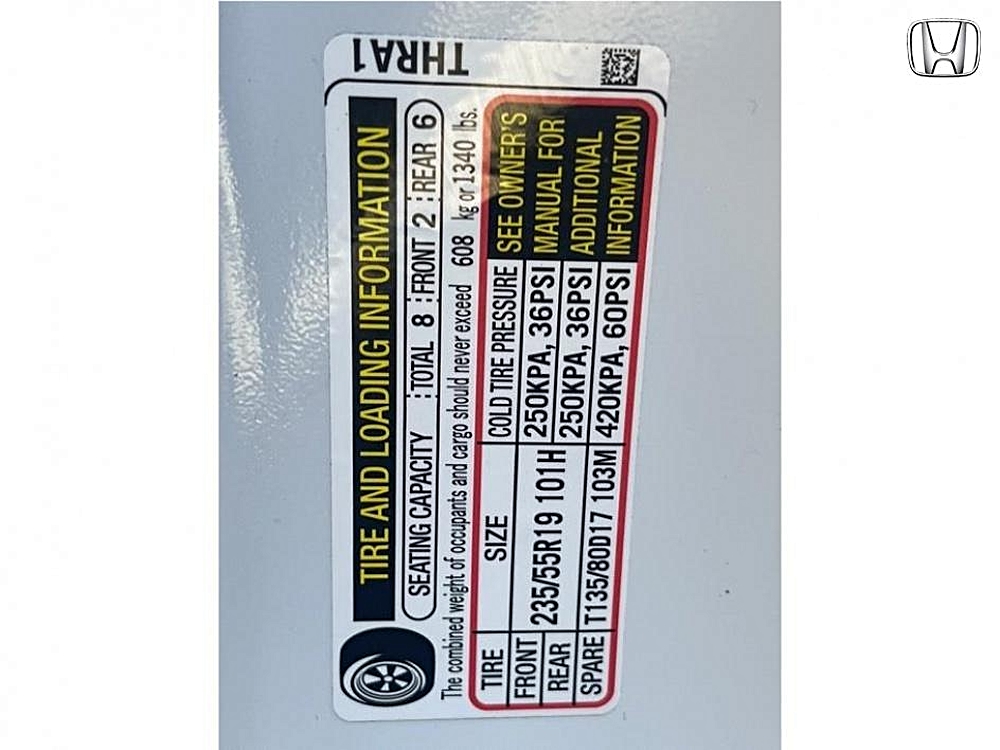 THRA1
TIRE AND LOADING INFORMATION
SEATING CAPACITY TOTAL 8 FRONT 2 REAR 6
The combined weight of occupants and cargo should never exceed 608 kg or 1340 lbs.
TIRE SIZE COLD TIRE PRESSURE SEE OWNER'S MANUAL FOR ADDITIONAL INFORMATION
FRONT 235/55R19 101H 250KPA, 36PSI
REAR 250KPA, 36PSI
SPARE T135/80D17 103M 420KPA, 60PSI